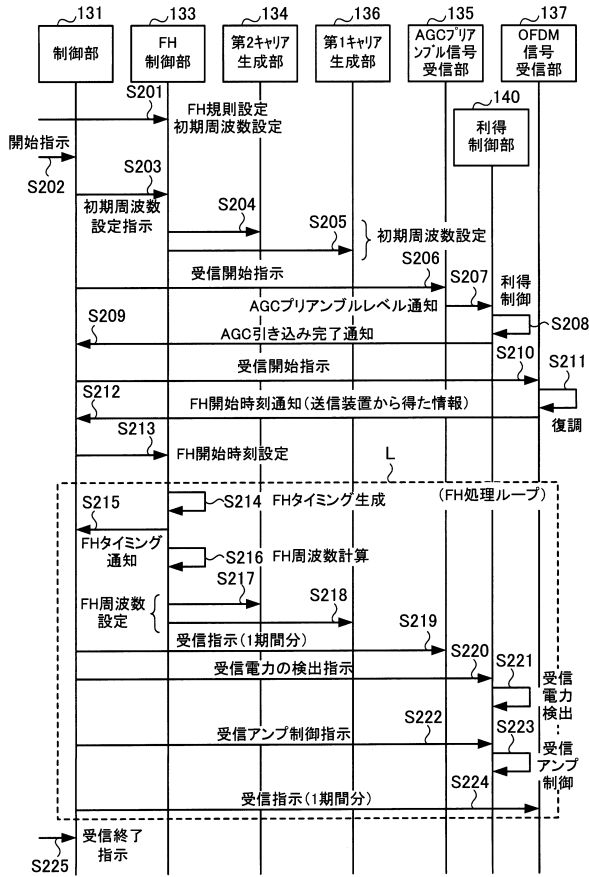 131
133
134
136
135
137
制御部
FH
制御部
第2キャリア
生成部
第1キャリア
生成部
AGCプリア
ンブル信号
受信部
OFDM
信号
受信部
140
利得
制御部
S201
FH規則設定
初期周波数設定
開始指示
S202
S203
初期周波数
設定指示
S204
S205
初期周波数設定
受信開始指示
S206
S207
AGCプリアンブルレベル通知
利得
制御
S208
S209
AGC引き込み完了通知
S210
受信開始指示
S211
復調
S212
FH開始時刻通知(送信装置から得た情報)
S213
FH開始時刻設定
L
(FH処理ループ)
S214
FHタイミング生成
S215
FHタイミング
通知
S216
FH周波数計算
S217
S218
FH周波数
設定
受信指示(1期間分)
S219
受信電力の検出指示
S220
S221
受信
電力
検出
受信アンプ制御指示
S222
S223
受信
アンプ
制御
受信指示(1期間分)
S224
受信終了
指示
S225